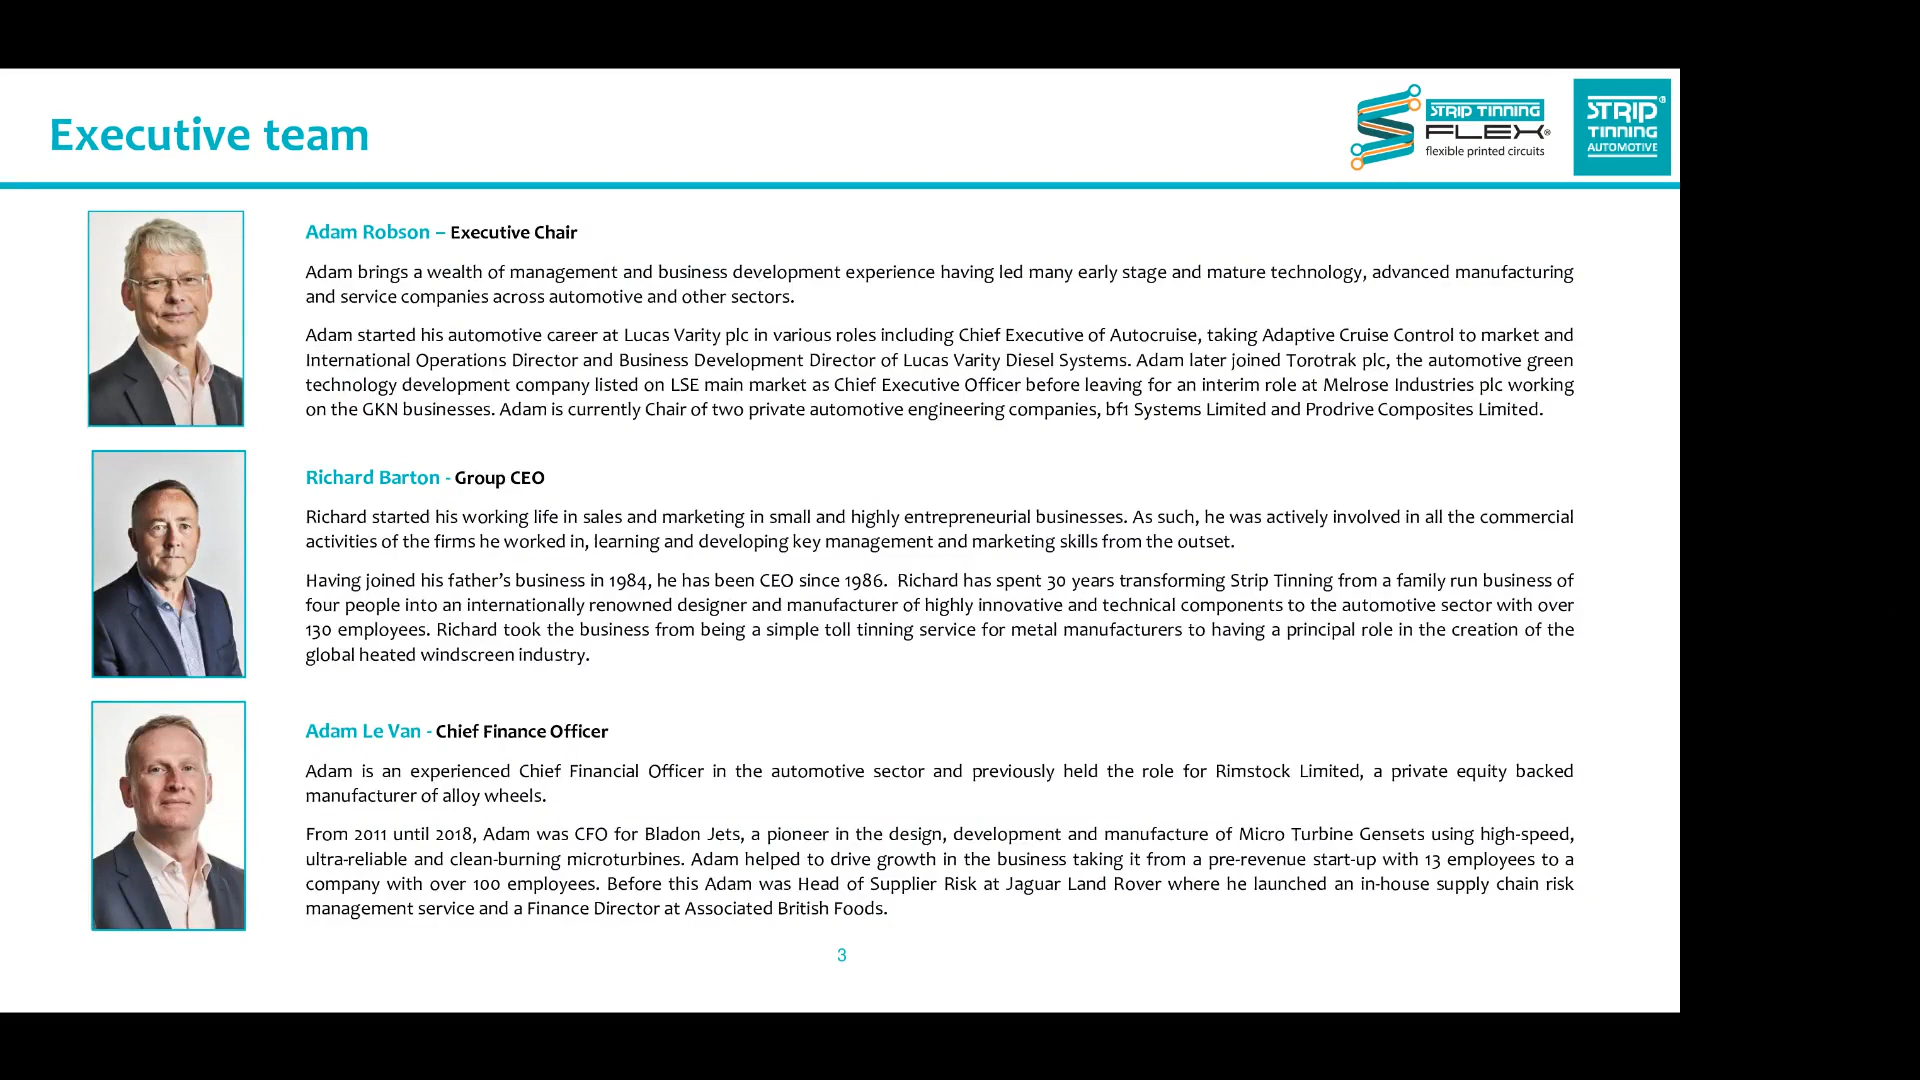 Executive team
STRIP TINNING
FLEX®
flexible printed circuits
STRIP®
TINNING
AUTOMOTIVE
Adam Robson – Executive Chair
Adam brings a wealth of management and business development experience having led many early stage and mature technology, advanced manufacturing
and service companies across automotive and other sectors.
Adam started his automotive career at Lucas Varity plc in various roles including Chief Executive of Autocruise, taking Adaptive Cruise Control to market and
International Operations Director and Business Development Director of Lucas Varity Diesel Systems. Adam later joined Torotrak plc, the automotive green
technology development company listed on LSE main market as Chief Executive Officer before leaving for an interim role at Melrose Industries plc working
on the GKN businesses. Adam is currently Chair of two private automotive engineering companies, bf1 Systems Limited and Prodrive Composites Limited.
Richard Barton - Group CEO
Richard started his working life in sales and marketing in small and highly entrepreneurial businesses. As such, he was actively involved in all the commercial
activities of the firms he worked in, learning and developing key management and marketing skills from the outset.
Having joined his father’s business in 1984, he has been CEO since 1986. Richard has spent 30 years transforming Strip Tinning from a family run business of
four people into an internationally renowned designer and manufacturer of highly innovative and technical components to the automotive sector with over
130 employees. Richard took the business from being a simple toll tinning service for metal manufacturers to having a principal role in the creation of the
global heated windscreen industry.
Adam Le Van - Chief Finance Officer
Adam is an experienced Chief Financial Officer in the automotive sector and previously held the role for Rimstock Limited, a private equity backed
manufacturer of alloy wheels.
From 2011 until 2018, Adam was CFO for Bladon Jets, a pioneer in the design, development and manufacture of Micro Turbine Gensets using high-speed,
ultra-reliable and clean-burning microturbines. Adam helped to drive growth in the business taking it from a pre-revenue start-up with 13 employees to a
company with over 100 employees. Before this Adam was Head of Supplier Risk at Jaguar Land Rover where he launched an in-house supply chain risk
management service and a Finance Director at Associated British Foods.
3